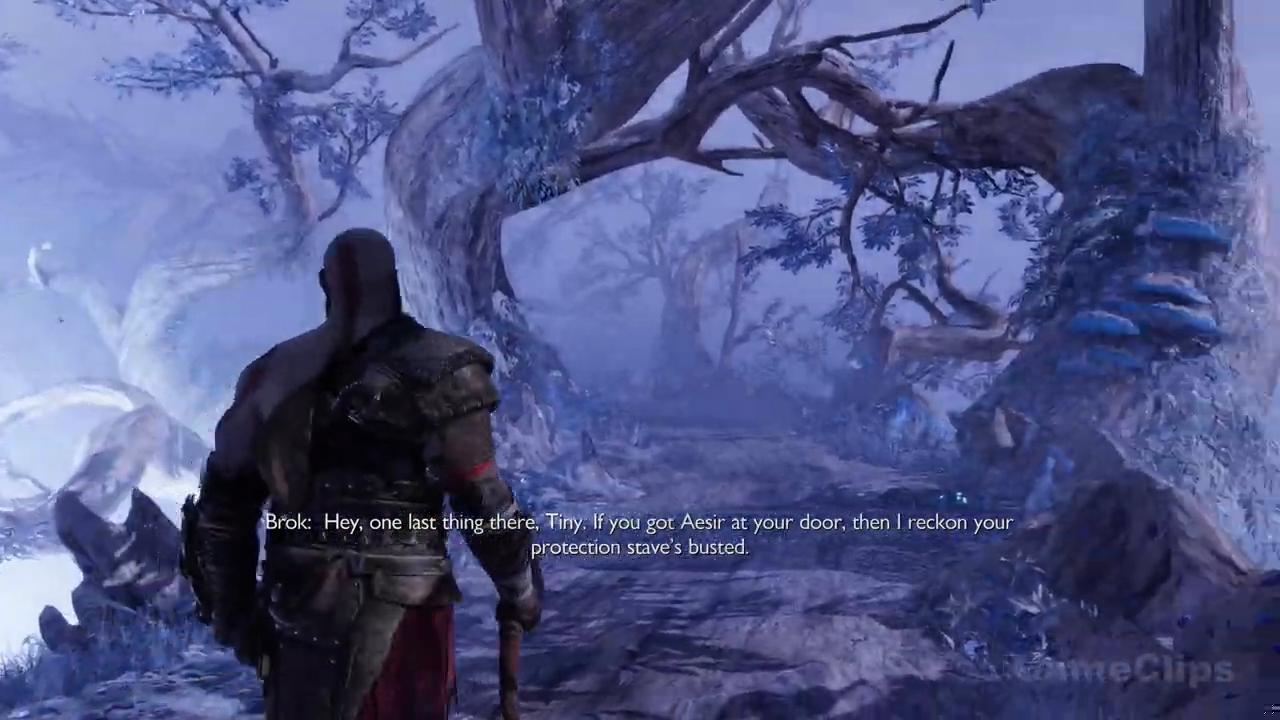 Brok: Hey, one last thing there, Tiny. If you got Aesir at your door, then I reckon your
protection stave's busted.
GameClips